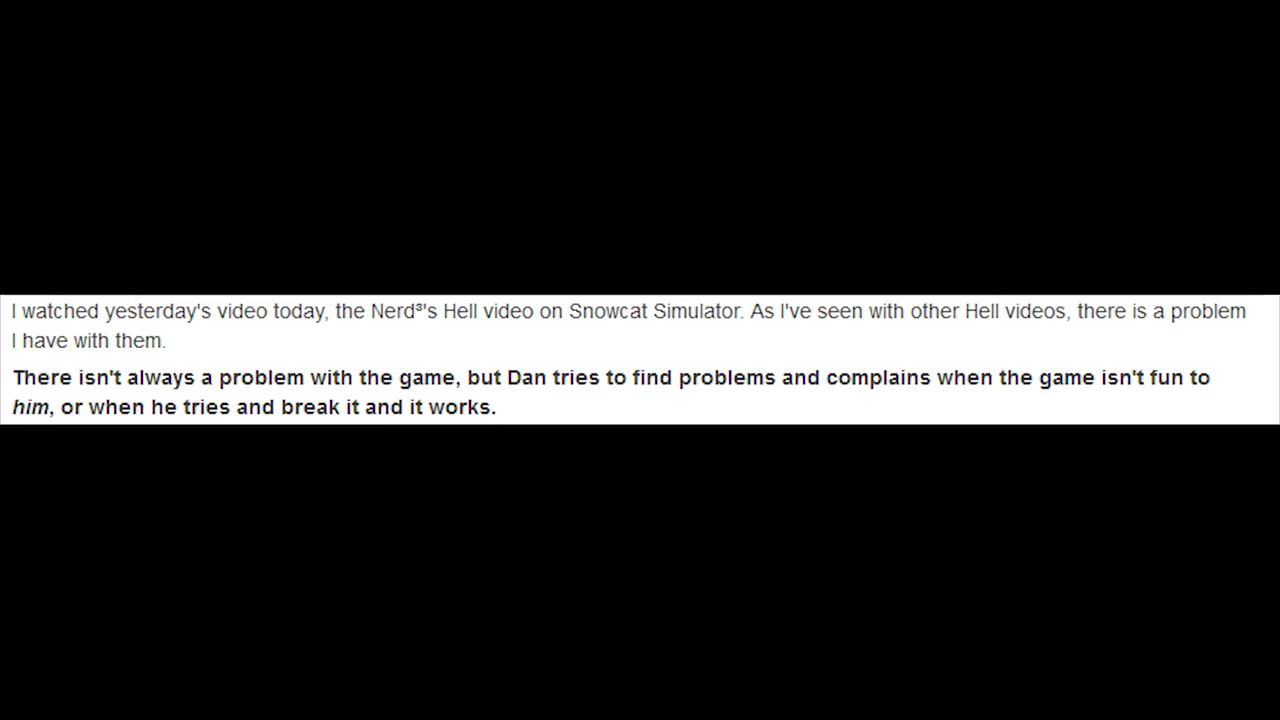 I watched yesterday's video today, the Nerd³'s Hell video on Snowcat Simulator. As I've seen with other Hell videos, there is a problem
I have with them.
There isn't always a problem with the game, but Dan tries to find problems and complains when the game isn't fun to
him, or when he tries and break it and it works.